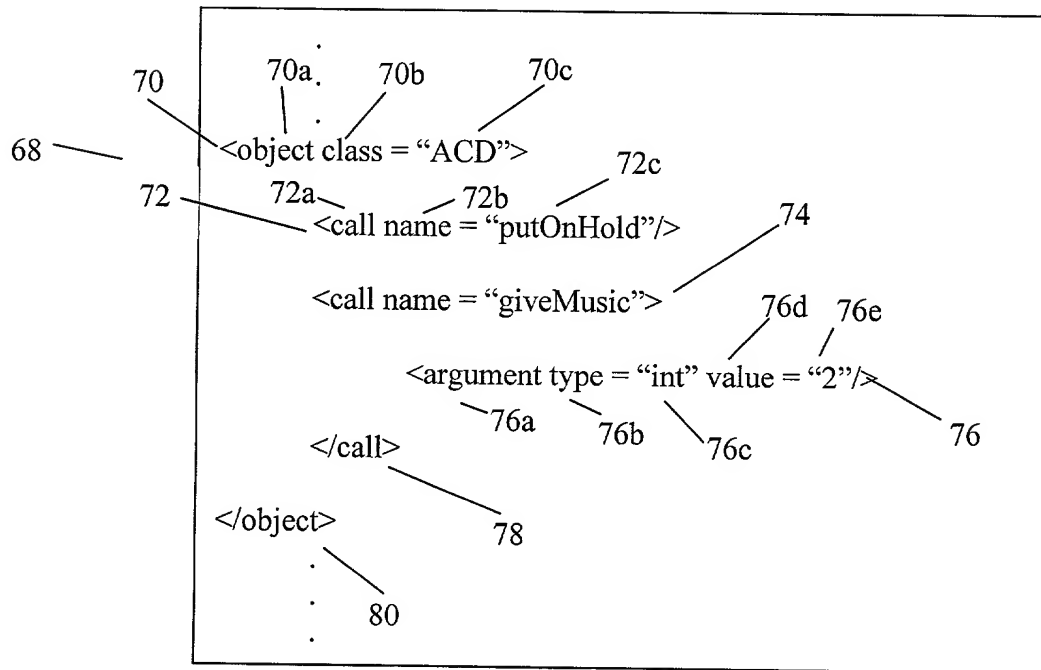 70 70a 70b 70c
68 <object class = “ACD”>
72 72a 72b 72c
<call name = “putOnHold”/>
74
<call name = “giveMusic”>
76d 76e
<argument type = “int” value = “2”/>
76a 76b 76c 76
</call>
78
</object>
80